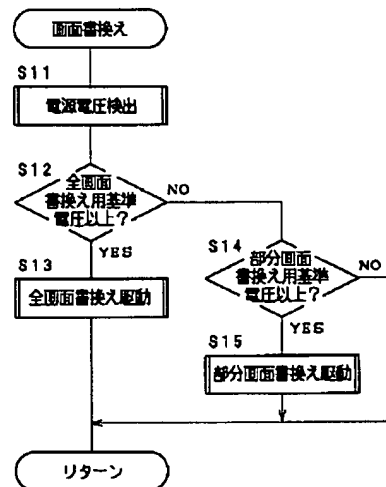 画面書換え
S11
電源電圧検出
S12
全画面
書換え用基準
電圧以上?
NO
YES
S13
全画面書換え駆動
S14
部分画面
書換え用基準
電圧以上?
NO
YES
S15
部分画面書換え駆動
リターン